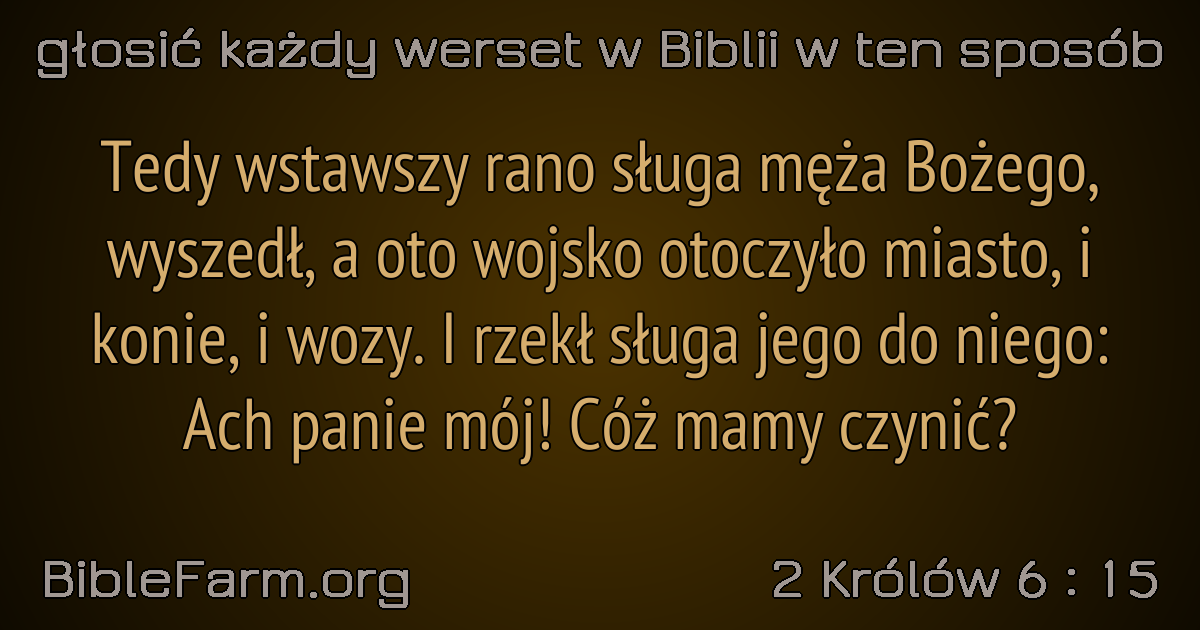 głosić każdy werset w Biblii w ten sposób
Tedy wstawszy rano sługa męża Bożego,
wyszedł, a oto wojsko otoczyło miasto, i
konie, i wozy. I rzekł sługa jego do niego:
Ach panie mój! Cóż mamy czynić?
BibleFarm.org
2 Królów 6 : 15